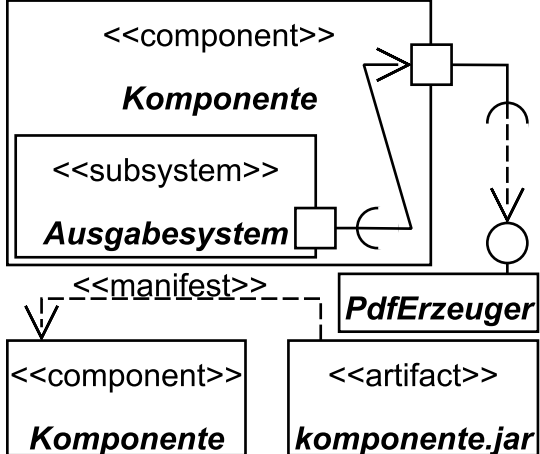 <<component>>
Komponente
<<subsystem>>
Ausgabesystem
<<manifest>>
PdfErzeuger
<<component>>
Komponente
<<artifact>>
komponente.jar